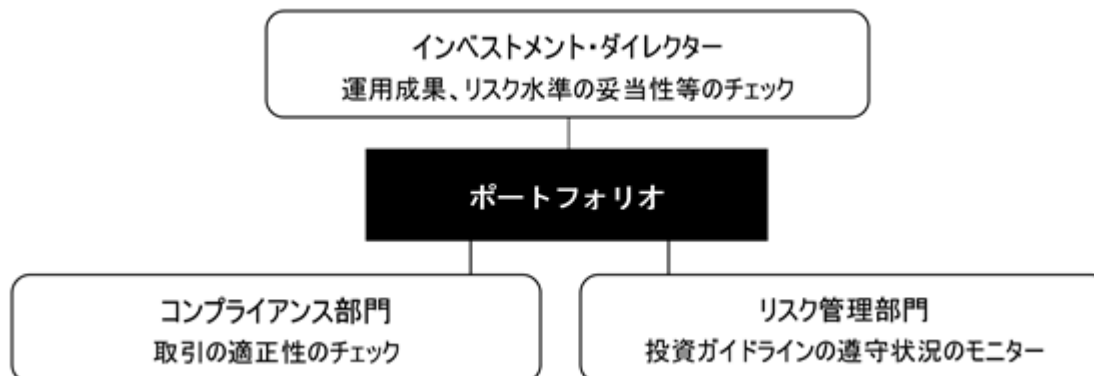 インベストメント・ダイレクター
運用成果、リスク水準の妥当性等のチェック
ポートフォリオ
コンプライアンス部門
取引の適正性のチェック
リスク管理部門
投資ガイドラインの遵守状況のモニター